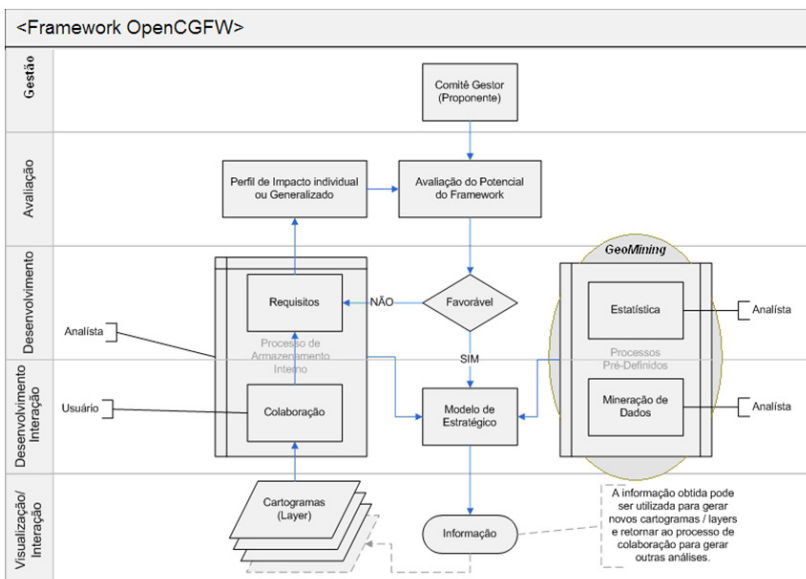 <Framework OpenCGFW>
Gestão
Comitê Gestor
(Proponente)
Avaliação
Perfil de Impacto individual
ou Generalizado
Avaliação do Potencial
do Framework
Desenvolvimento
GeoMining
Requisitos
NÃO
Favorável
Estatística
Analísta
Analísta
Processo de
Armazenamento
Interno
SIM
Processos
Pré-Definidos
Desenvolvimento
Interação
Usuário
Colaboração
Modelo de
Estratégico
Mineração de
Dados
Analísta
Visualização/
Interação
Cartogramas
(Layer)
Informação
A informação obtida pode
ser utilizada para gerar
novos cartogramas / layers
e retornar ao processo de
colaboração para gerar
outras análises.